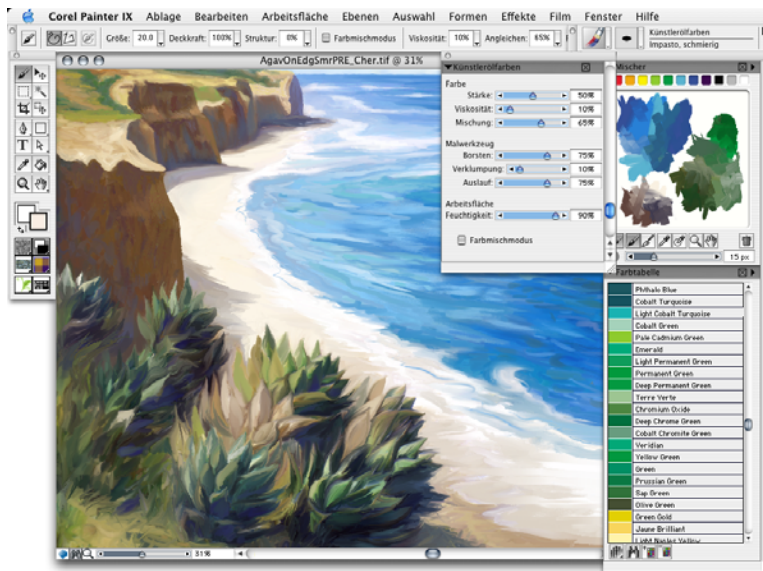 Corel Painter IX Ablage Bearbeiten Arbeitsfläche Ebenen Auswahl Formen Effekte Film Fenster Hilfe
Größe: 20.0 Deckkraft: 100% Struktur: 0% Farbmischmodus Viskosität: 10% Angleichen: 65%
Künstlerölfarben
Impasto, schmierig
AgavOnEdgSmrPRE_Cher.tif @ 31%
Künstlerölfarben
Farbe
Stärke: 50%
Viskosität: 10%
Mischung: 65%
Malwerkzeug
Borsten: 75%
Verklumpung: 10%
Auslauf: 75%
Arbeitsfläche
Feuchtigkeit: 90%
Farbmischmodus
Mischer
15 px
Farbtabelle
Phthalo Blue
Cobalt Turquoise
Light Cobalt Turquoise
Cobalt Green
Pale Cadmium Green
Emerald
Light Permanent Green
Permanent Green
Deep Permanent Green
Terre Verte
Chromium Oxide
Deep Chrome Green
Cobalt Chromite Green
Veridian
Yellow Green
Green
Prussian Green
Sap Green
Olive Green
Green Gold
Jaune Brilliant
Light Naples Yellow
31%